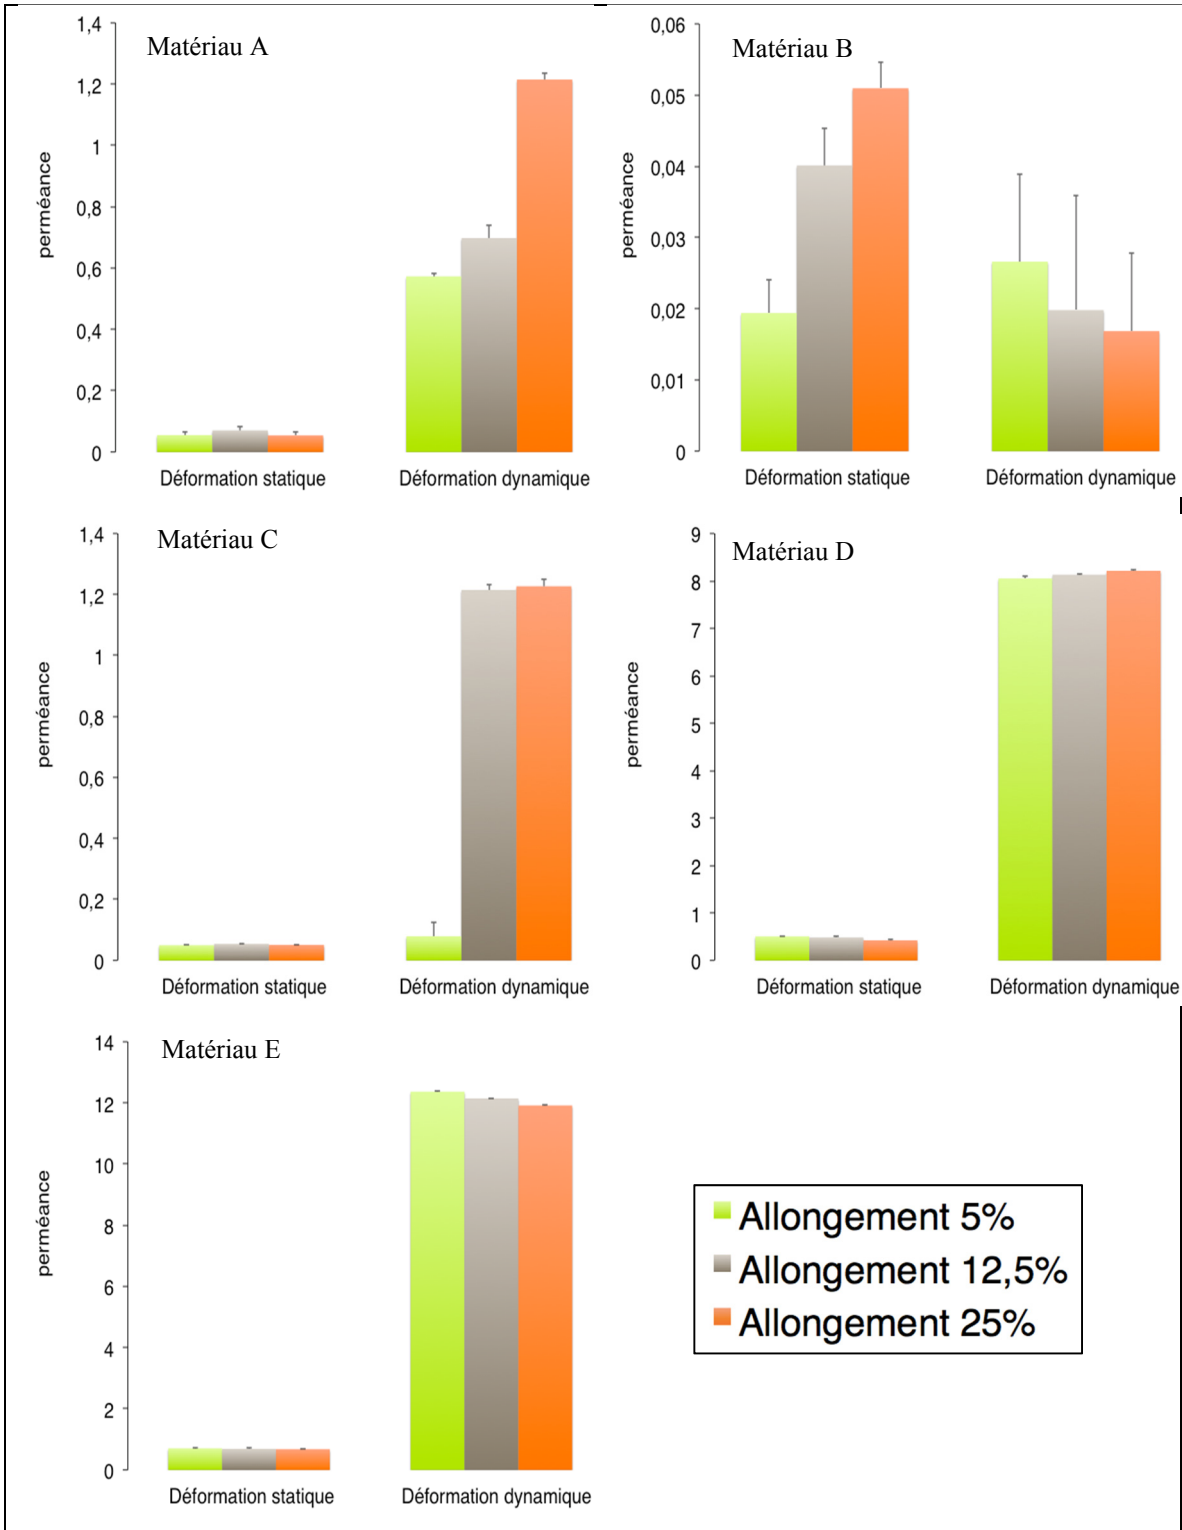 Matériau A
perméance
1,4
1,2
1
0,8
0,6
0,4
0,2
0
Déformation statique
Déformation dynamique
Matériau B
perméance
0,06
0,05
0,04
0,03
0,02
0,01
0
Déformation statique
Déformation dynamique
Matériau C
perméance
1,4
1,2
1
0,8
0,6
0,4
0,2
0
Déformation statique
Déformation dynamique
Matériau D
perméance
9
8
7
6
5
4
3
2
1
0
Déformation statique
Déformation dynamique
Matériau E
perméance
14
12
10
8
6
4
2
0
Déformation statique
Déformation dynamique
Allongement 5%
Allongement 12,5%
Allongement 25%